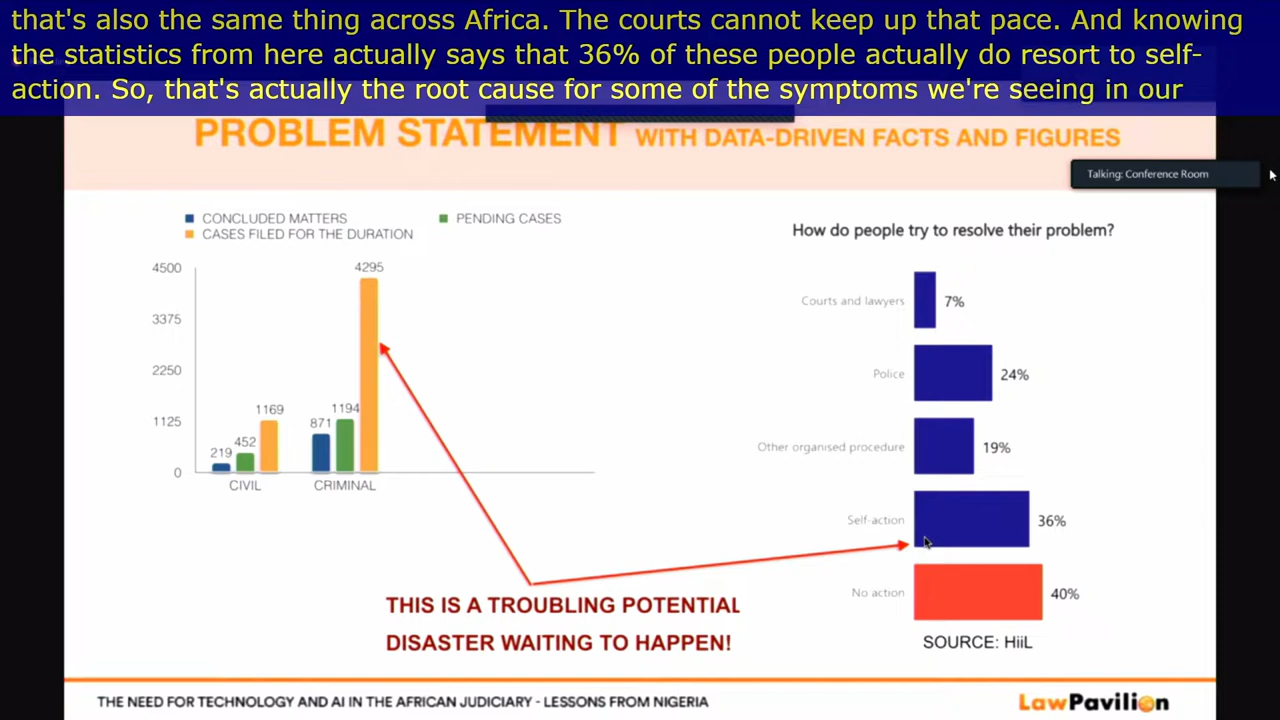 that's also the same thing across Africa. The courts cannot keep up that pace. And knowing
the statistics from here actually says that 36% of these people actually do resort to self-
action. So, that's actually the root cause for some of the symptoms we're seeing in our
PROBLEM STATEMENT WITH DATA-DRIVEN FACTS AND FIGURES
Talking: Conference Room
CONCLUDED MATTERS
PENDING CASES
CASES FILED FOR THE DURATION
4500
3375
2250
1125
0
219
452
1169
871
1194
4295
CIVIL
CRIMINAL
How do people try to resolve their problem?
Courts and lawyers 7%
Police 24%
Other organised procedure 19%
Self-action 36%
No action 40%
SOURCE: HiiL
THIS IS A TROUBLING POTENTIAL
DISASTER WAITING TO HAPPEN!
THE NEED FOR TECHNOLOGY AND AI IN THE AFRICAN JUDICIARY - LESSONS FROM NIGERIA
LawPavilion